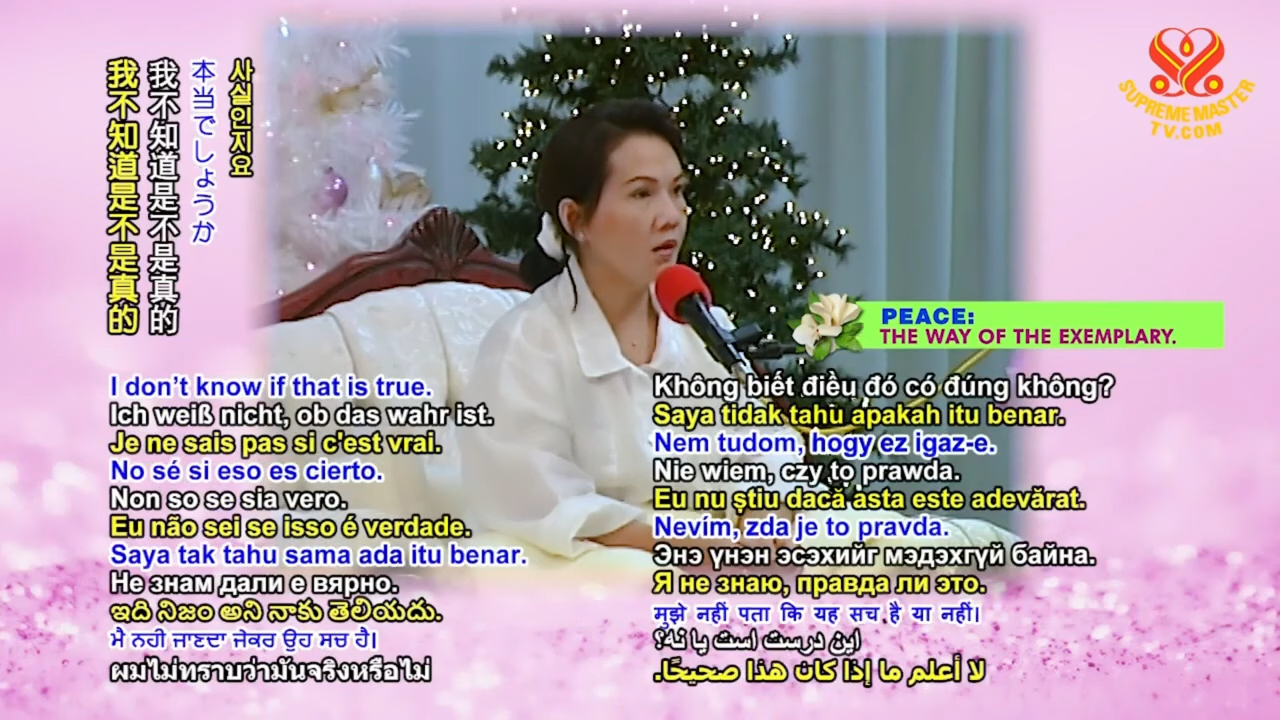 사실인지요
本当でしょうか
我不知道是不是真的
我不知道是不是真的
SUPREME MASTER
TV.COM
PEACE:
THE WAY OF THE EXEMPLARY.
I don't know if that is true.
Ich weiß nicht, ob das wahr ist.
Je ne sais pas si c'est vrai.
No sé si eso es cierto.
Non so se sia vero.
Eu não sei se isso é verdade.
Saya tak tahu sama ada itu benar.
Не знам дали е вярно.
ఇది నిజం అని నాకు తెలియదు.
ਮੈ ਨਹੀ ਜਾਣਦਾ ਜੇਕਰ ਉਹ ਸਚ ਹੈ।
ผมไม่ทราบว่ามันจริงหรือไม่
Không biết điều đó có đúng không?
Saya tidak tahu apakah itu benar.
Nem tudom, hogy ez igaz-e.
Nie wiem, czy to prawda.
Eu nu știu dacă asta este adevărat.
Nevím, zda je to pravda.
Энэ үнэн эсэхийг мэдэхгүй байна.
Я не знаю, правда ли это.
मुझे नहीं पता कि यह सच है या नहीं।
این درست است یا نه؟
لا أعلم ما إذا كان هذا صحيحًا.